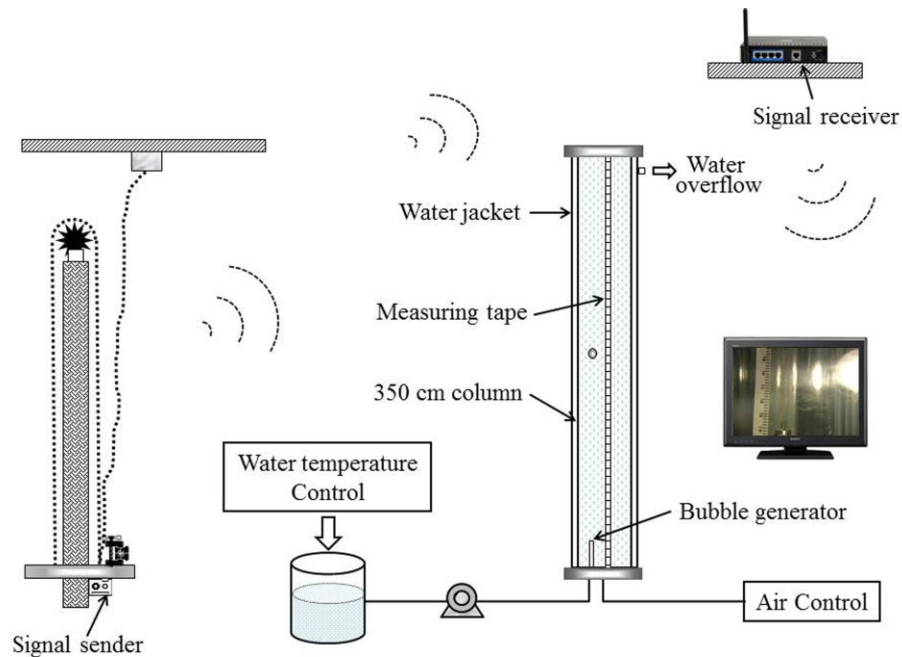 Signal receiver
Water
overflow
Water jacket
Measuring tape
350 cm column
Water temperature
Control
Bubble generator
Air Control
Signal sender